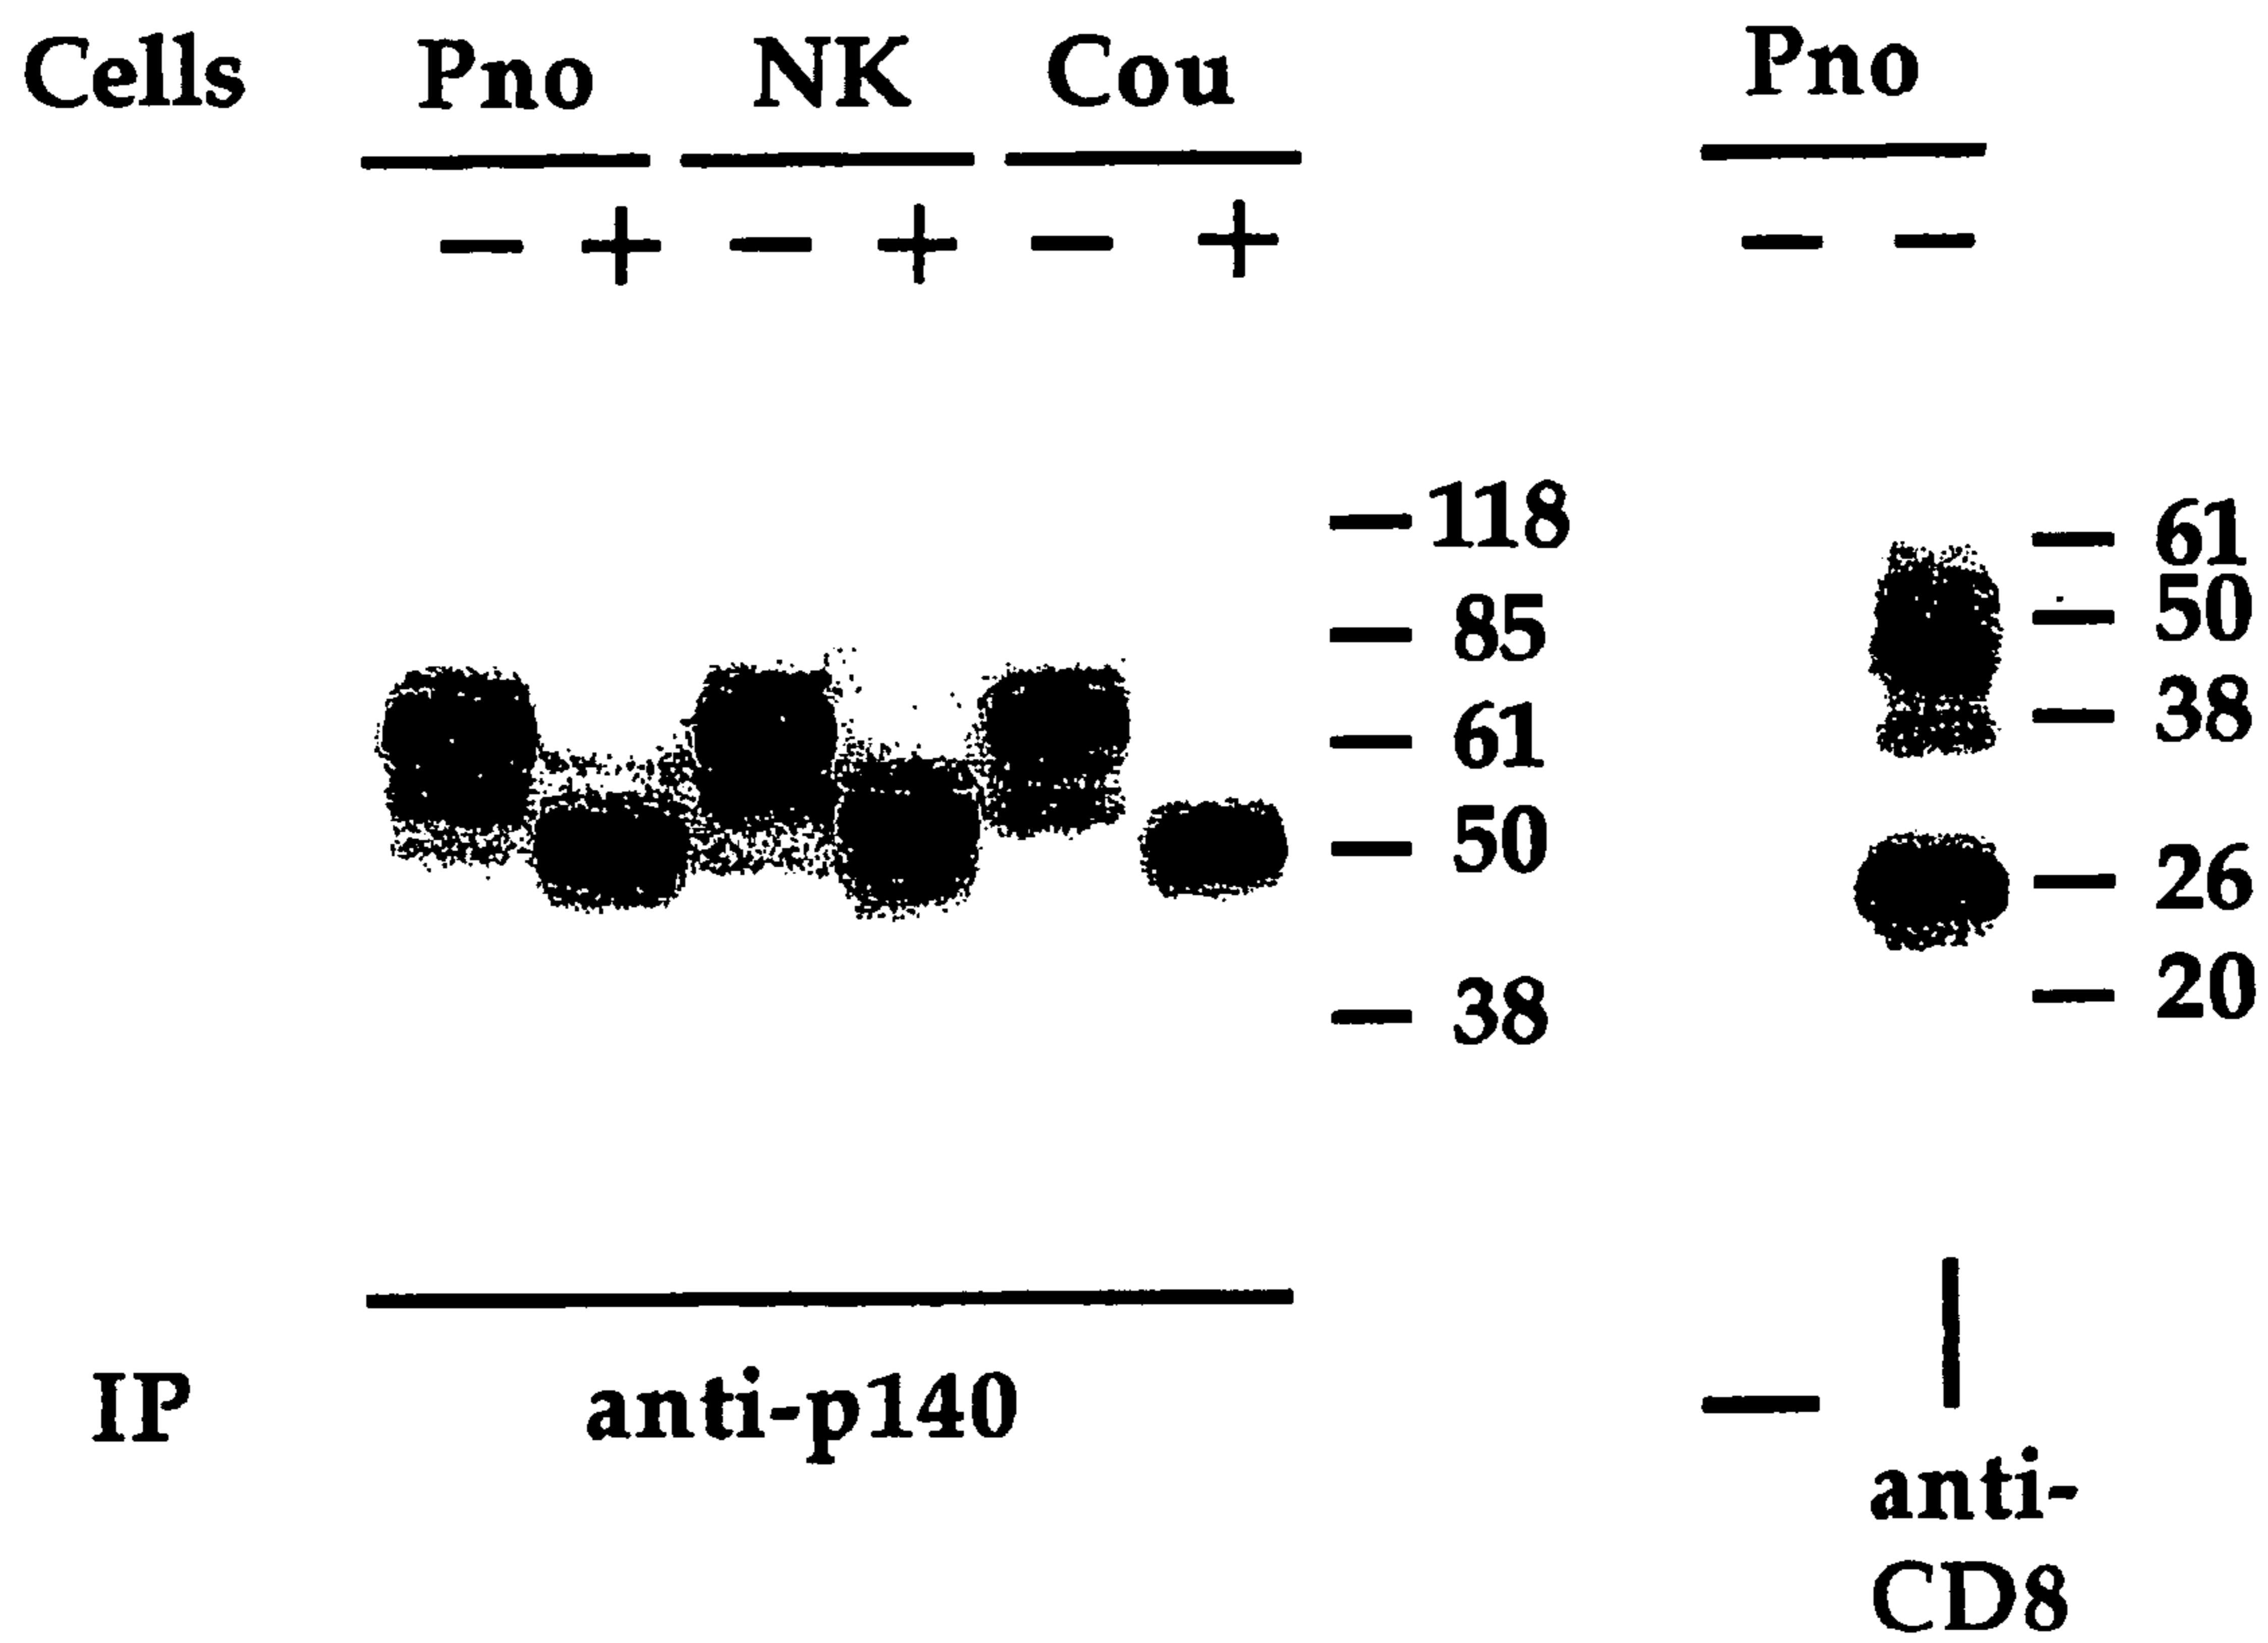 Cells Pno NK Cou Pno
− + − + − + − −
118
85
61
50
38
61
50
38
26
20
IP anti-p140 − anti-
CD8